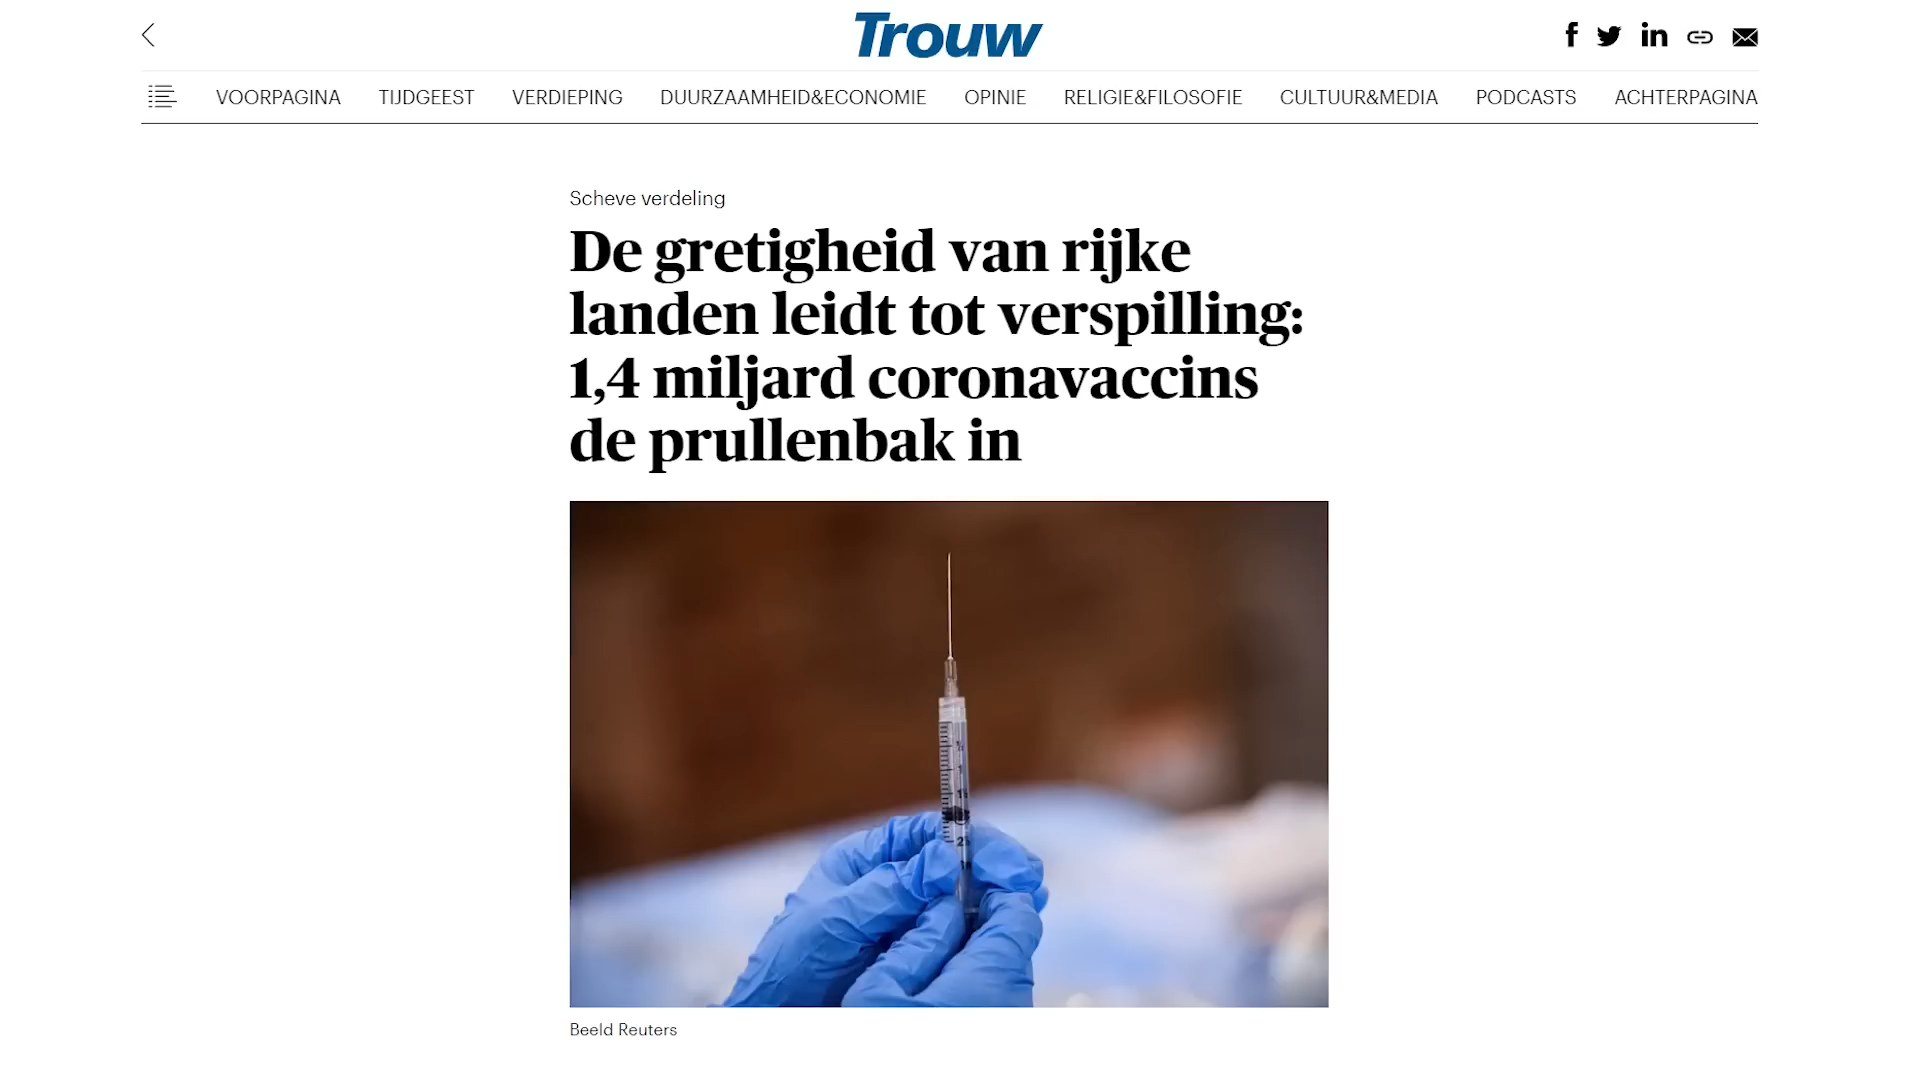 Trouw
VOORPAGINA TIJDGEEST VERDIEPING DUURZAAMHEID&ECONOMIE OPINIE RELIGIE&FILOSOFIE CULTUUR&MEDIA PODCASTS ACHTERPAGINA
Scheve verdeling
De gretigheid van rijke
landen leidt tot verspilling:
1,4 miljard coronavaccins
de prullenbak in
Beeld Reuters